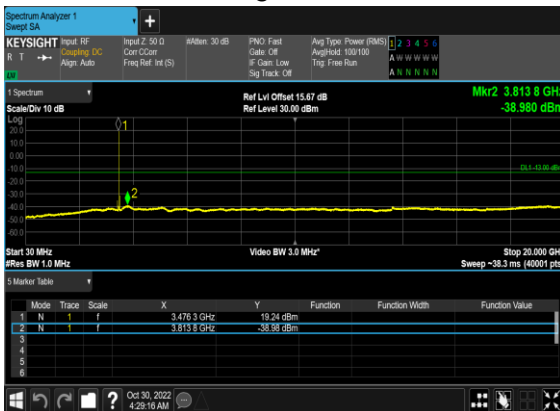 Spectrum Analyzer 1
Swept SA
KEYSIGHT
R T
LV
Input: RF
Coupling: DC
Align: Auto
Input Z: 50 Ω
Corr CCorr
Freq Ref: Int (S)
#Atten: 30 dB
PNO: Fast
Gate: Off
IF Gain: Low
Sig Track: Off
Avg Type: Power (RMS)
Avg|Hold: 100/100
Trig: Free Run
1 2 3 4 5 6
A W W W W W
A N N N N N
1 Spectrum
Scale/Div 10 dB
Ref Lvl Offset 15.67 dB
Ref Level 30.00 dBm
Mkr2 3.813 8 GHz
-38.980 dBm
Log
20.0
10.0
0.00
-10.0
-20.0
-30.0
-40.0
-50.0
-60.0
1
2
DL1 -13.00 dBm
Start 30 MHz
#Res BW 1.0 MHz
Video BW 3.0 MHz*
Stop 20.000 GHz
Sweep ~38.3 ms (40001 pts)
5 Marker Table
Mode Trace Scale X Y Function Function Width Function Value
1 N 1 f 3.476 3 GHz 19.24 dBm
2 N 1 f 3.813 8 GHz -38.98 dBm
3
4
5
6
? Oct 30, 2022
4:29:16 AM